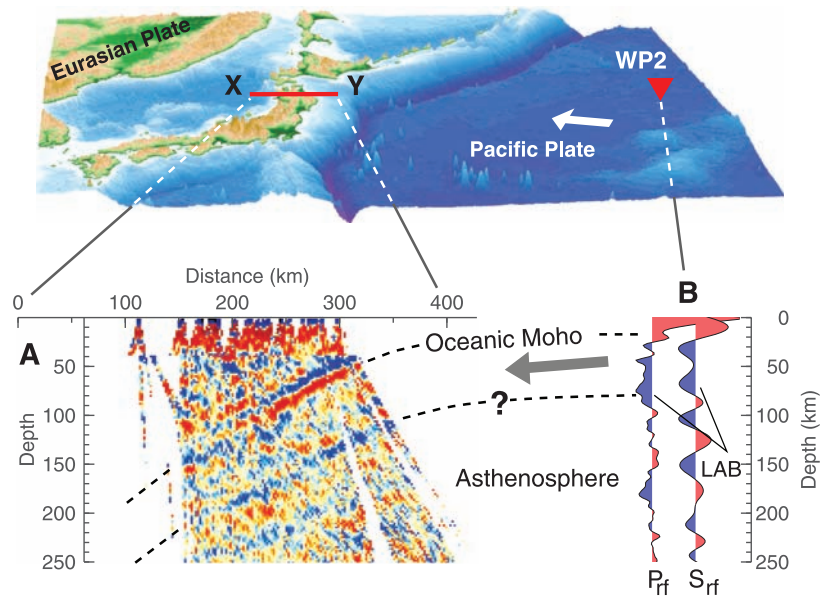 Eurasian Plate
X
Y
WP2
Pacific Plate
Distance (km)
0
100
200
300
400
B
A
Depth
50
100
150
200
250
Oceanic Moho
?
Asthenosphere
LAB
0
50
100
150
200
250
Depth (km)
Prf
Srf